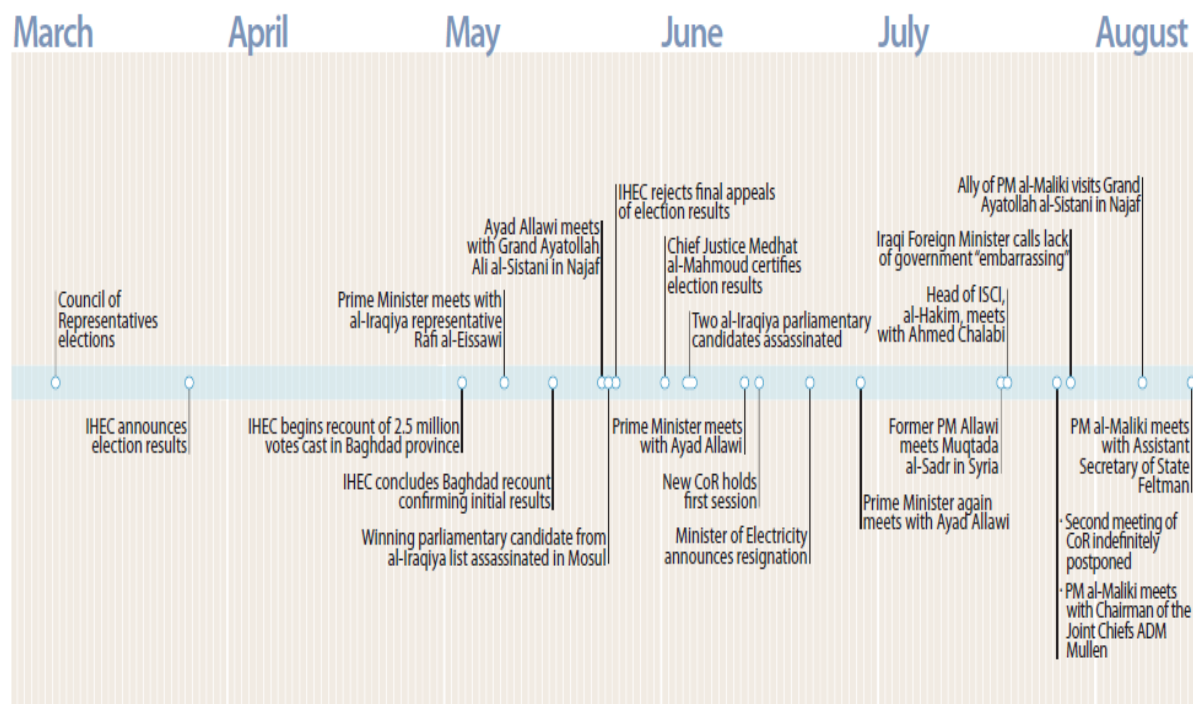 March April May June July August
Council of
Representatives
elections
IHEC announces
election results
IHEC begins recount of 2.5 million
votes cast in Baghdad province
Prime Minister meets with
al-Iraqiya representative
Rafi al-Eissawi
IHEC concludes Baghdad recount
confirming initial results
Ayad Allawi meets
with Grand Ayatollah
Ali al-Sistani in Najaf
Winning parliamentary candidate from
al-Iraqiya list assassinated in Mosul
IHEC rejects final appeals
of election results
Chief Justice Medhat
al-Mahmoud certifies
election results
Two al-Iraqiya parliamentary
candidates assassinated
Prime Minister meets
with Ayad Allawi
New CoR holds
first session
Minister of Electricity
announces resignation
Prime Minister again
meets with Ayad Allawi
Former PM Allawi
meets Muqtada
al-Sadr in Syria
Head of ISCI,
al-Hakim, meets
with Ahmed Chalabi
· Second meeting of
CoR indefinitely
postponed
· PM al-Maliki meets
with Chairman of the
Joint Chiefs ADM
Mullen
Iraqi Foreign Minister calls lack
of government “embarrassing”
Ally of PM al-Maliki visits Grand
Ayatollah al-Sistani in Najaf
PM al-Maliki meets
with Assistant
Secretary of State
Feltman